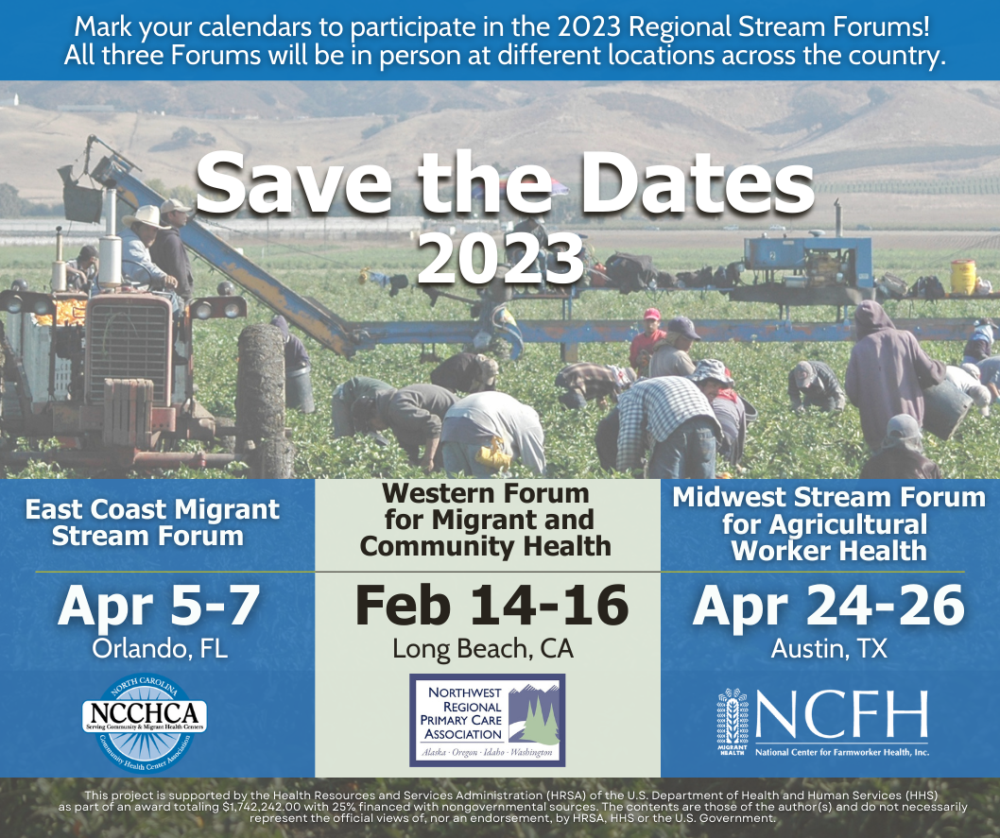 Mark your calendars to participate in the 2023 Regional Stream Forums!
All three Forums will be in person at different locations across the country.
Save the Dates
2023
East Coast Migrant
Stream Forum
Apr 5-7
Orlando, FL
NORTH CAROLINA
NCCHCA
Serving Community & Migrant Health Centers
Community Health Center Association
Western Forum
for Migrant and
Community Health
Feb 14-16
Long Beach, CA
NORTHWEST
REGIONAL
PRIMARY CARE
ASSOCIATION
Alaska · Oregon · Idaho · Washington
Midwest Stream Forum
for Agricultural
Worker Health
Apr 24-26
Austin, TX
MIGRANT
HEALTH
NCFH
National Center for Farmworker Health, Inc.
This project is supported by the Health Resources and Services Administration (HRSA) of the U.S. Department of Health and Human Services (HHS)
as part of an award totaling $1,742,242.00 with 25% financed with nongovernmental sources. The contents are those of the author(s) and do not necessarily
represent the official views of, nor an endorsement, by HRSA, HHS or the U.S. Government.